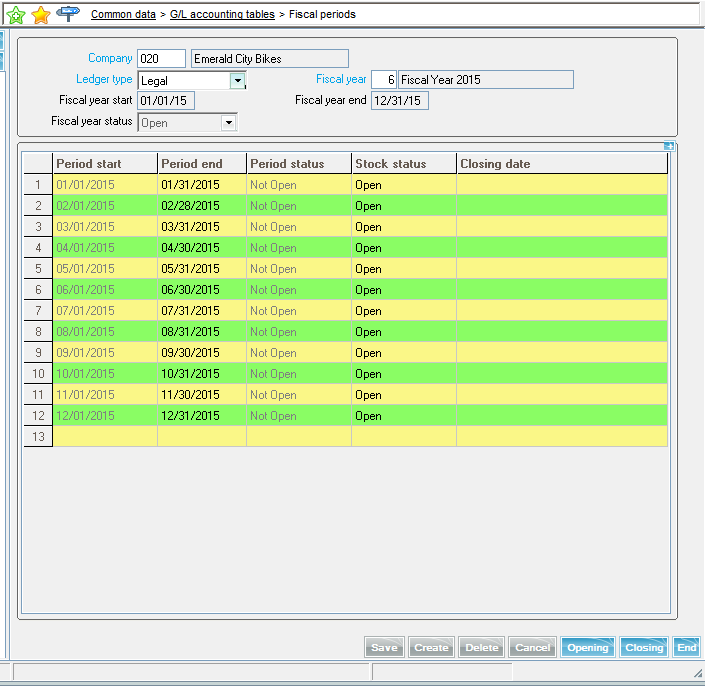 Common data > G/L accounting tables > Fiscal periods
Company 020 Emerald City Bikes
Ledger type Legal Fiscal year 6 Fiscal Year 2015
Fiscal year start 01/01/15 Fiscal year end 12/31/15
Fiscal year status Open
Period start Period end Period status Stock status Closing date
1 01/01/2015 01/31/2015 Not Open Open
2 02/01/2015 02/28/2015 Not Open Open
3 03/01/2015 03/31/2015 Not Open Open
4 04/01/2015 04/30/2015 Not Open Open
5 05/01/2015 05/31/2015 Not Open Open
6 06/01/2015 06/30/2015 Not Open Open
7 07/01/2015 07/31/2015 Not Open Open
8 08/01/2015 08/31/2015 Not Open Open
9 09/01/2015 09/30/2015 Not Open Open
10 10/01/2015 10/31/2015 Not Open Open
11 11/01/2015 11/30/2015 Not Open Open
12 12/01/2015 12/31/2015 Not Open Open
13
Save Create Delete Cancel Opening Closing End